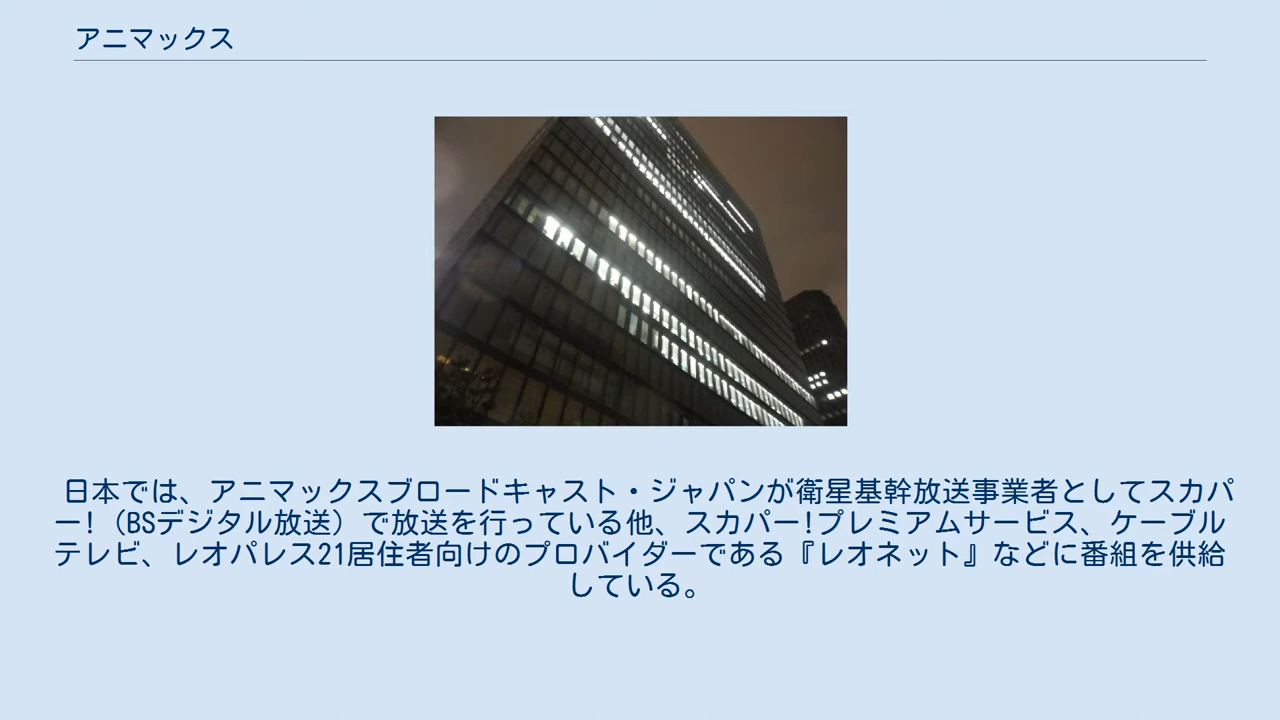 アニマックス
日本では、アニマックスブロードキャスト・ジャパンが衛星基幹放送事業者としてスカパ
ー!（BSデジタル放送）で放送を行っている他、スカパー!プレミアムサービス、ケーブル
テレビ、レオパレス21居住者向けのプロバイダーである『レオネット』などに番組を供給
している。